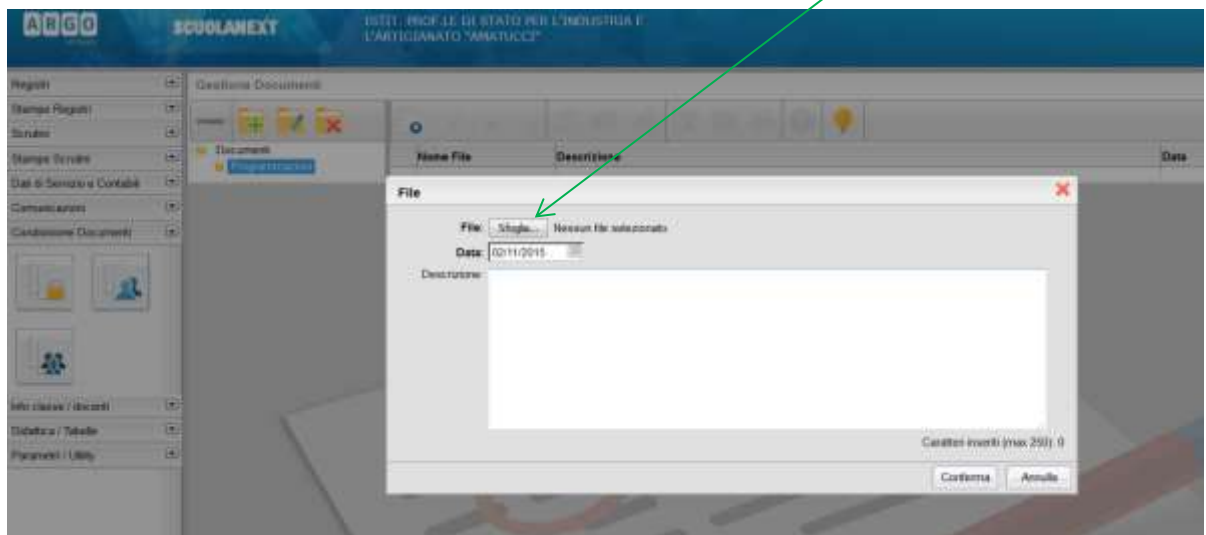 ARGO
SCUOLANEXT
ISTIT. PROF.LE DI STATO PER L'INDUSTRIA E
L'ARTIGIANATO "AMATUCCI"
Registri
Stampe Registri
Scrutini
Stampe Scrutini
Dati di Servizio e Contabili
Comunicazioni
Condivisione Documenti
Info classe / docenti
Didattica / Tabelle
Parametri / Utility
Gestione Documenti
Documenti
Programmazioni
Nome File Descrizione Data
File
File: Sfoglia... Nessun file selezionato.
Data: 02/11/2015
Descrizione:
Caratteri inseriti (max 250): 0
Conferma Annulla